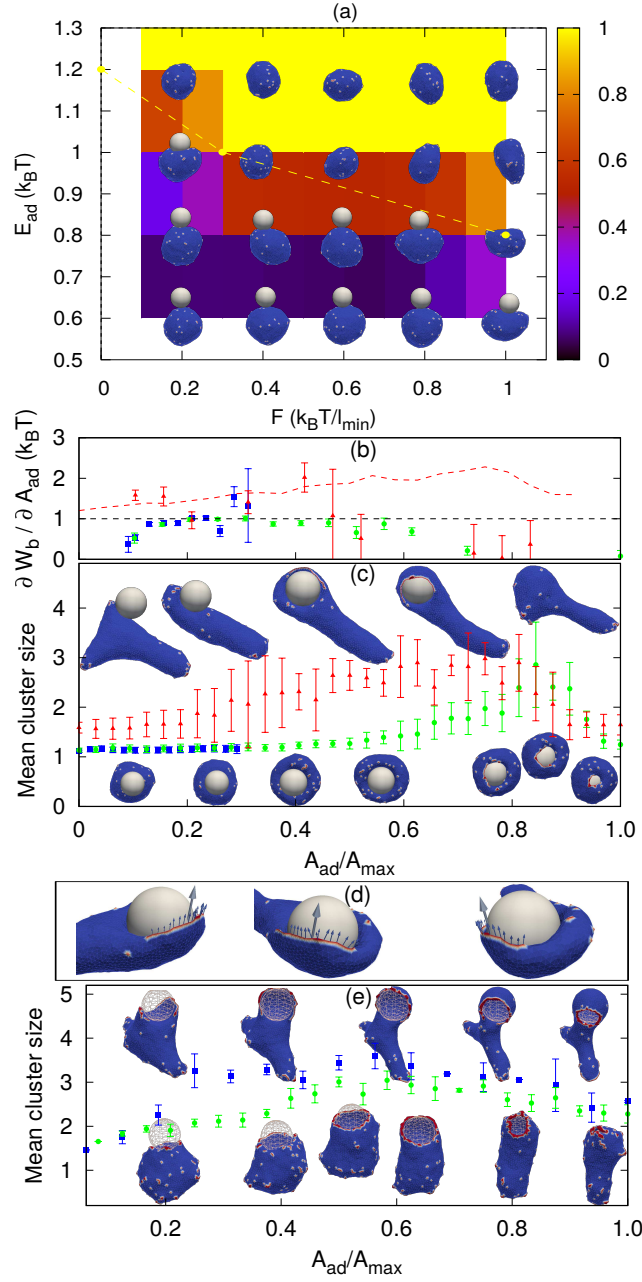 (a)
1.3
1.2
1.1
1
0.9
0.8
0.7
0.6
0.5
E_ad (k_BT)
0 0.2 0.4 0.6 0.8 1
F (k_BT/l_min)
1
0.8
0.6
0.4
0.2
0
(b)
3
2
1
0
∂ W_b / ∂ A_ad (k_BT)
(c)
4
3
2
1
0
Mean cluster size
0 0.2 0.4 0.6 0.8 1.0
A_ad/A_max
(d)
(e)
5
4
3
2
1
Mean cluster size
0.2 0.4 0.6 0.8 1.0
A_ad/A_max